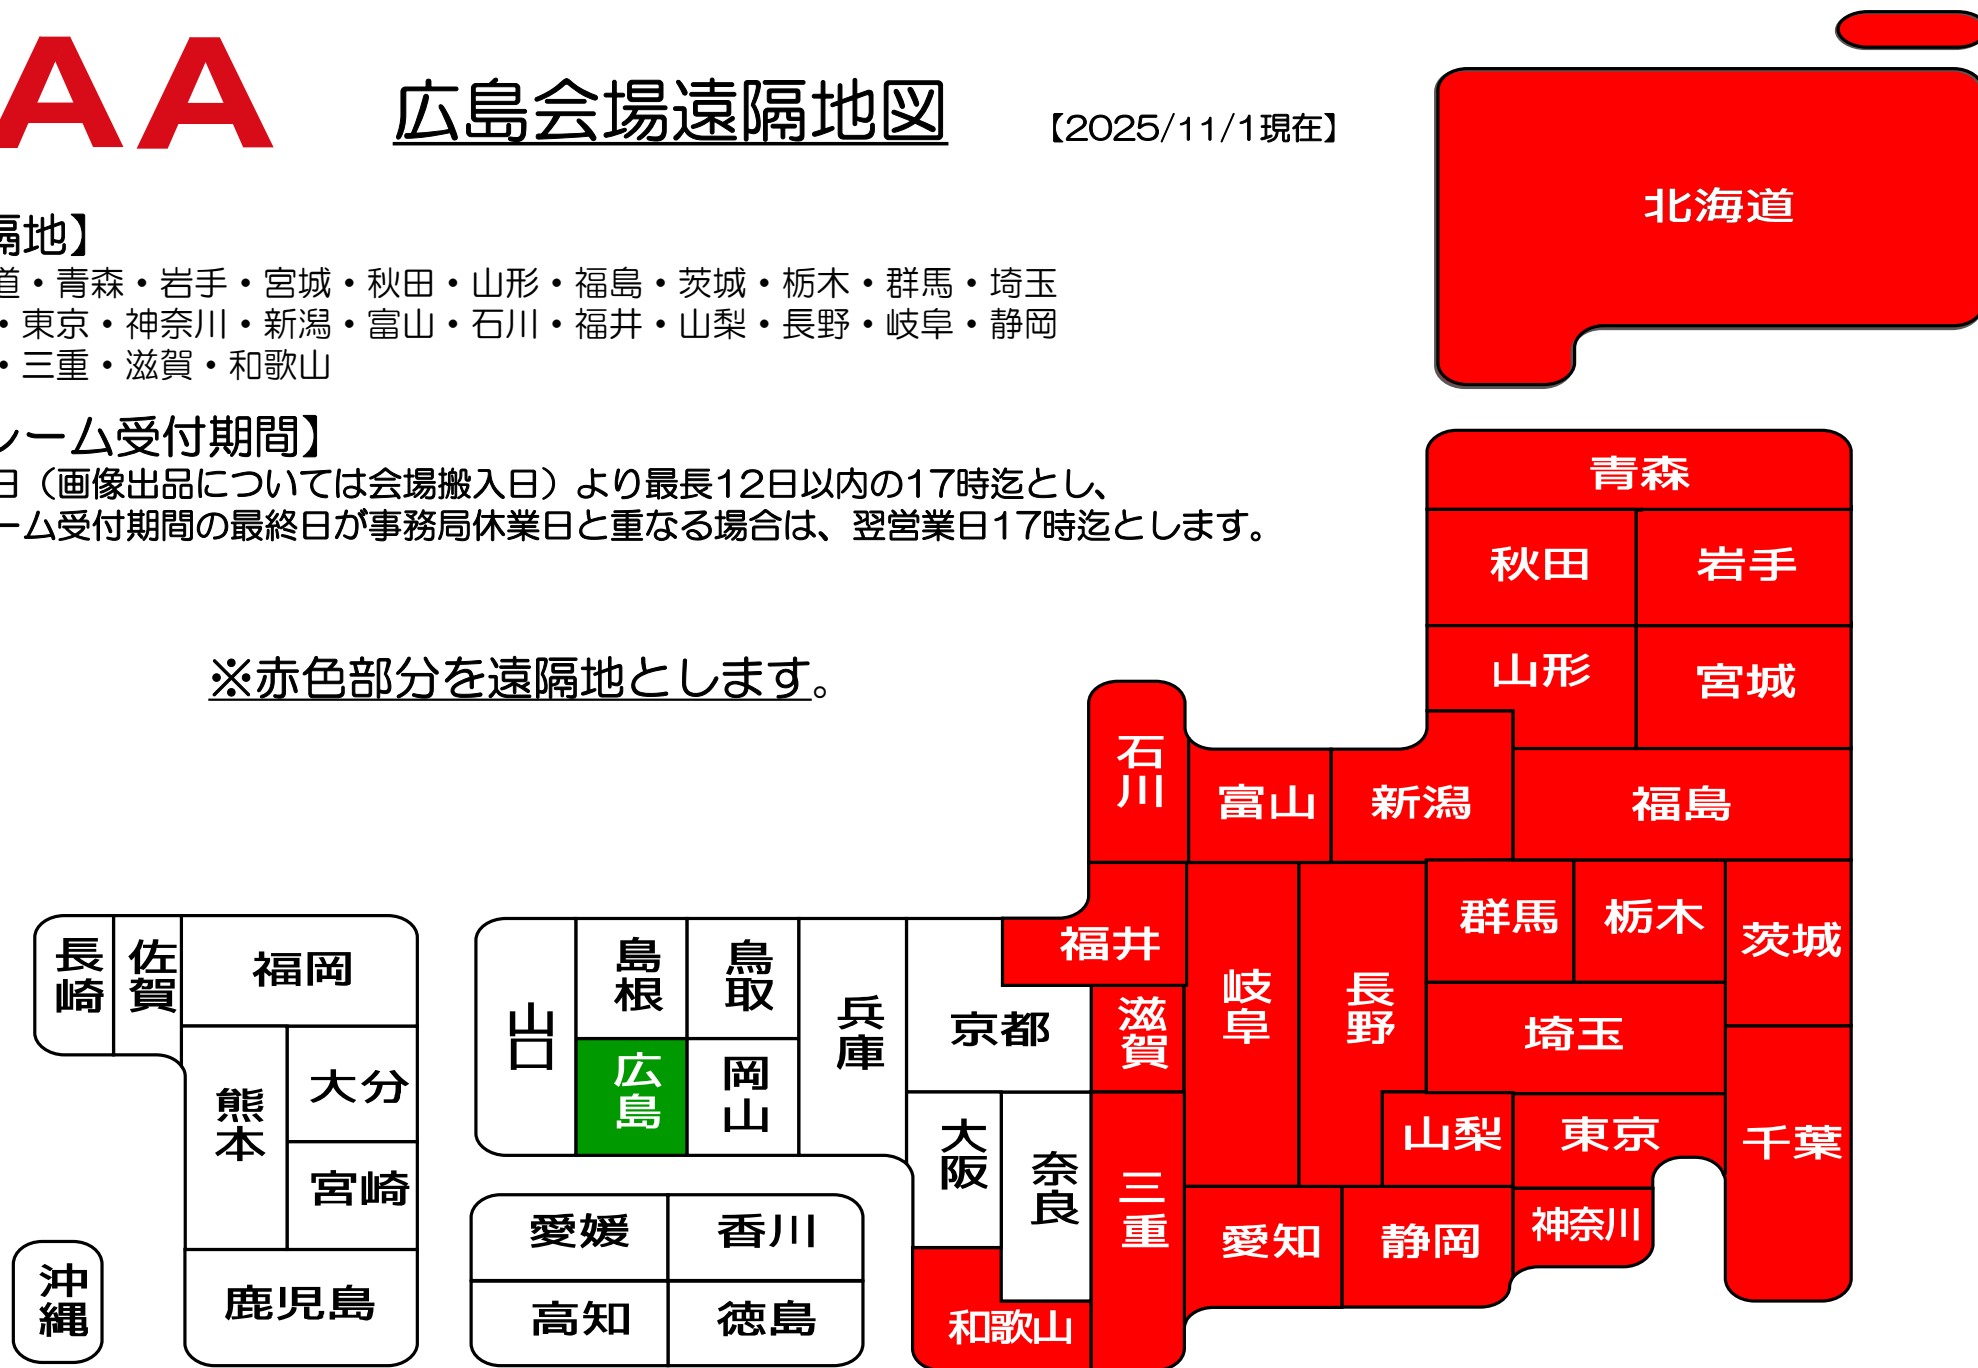 AA
広島会場遠隔地図
【2025/11/1現在】
隔地】
道・青森・岩手・宮城・秋田・山形・福島・茨城・栃木・群馬・埼玉
・東京・神奈川・新潟・富山・石川・福井・山梨・長野・岐阜・静岡
・三重・滋賀・和歌山
レーム受付期間】
日（画像出品については会場搬入日）より最長12日以内の17時迄とし、
ーム受付期間の最終日が事務局休業日と重なる場合は、翌営業日17時迄とします。
※赤色部分を遠隔地とします。
北海道
青森
秋田
岩手
山形
宮城
石川
富山
新潟
福島
福井
岐阜
長野
群馬
栃木
茨城
滋賀
埼玉
千葉
山梨
東京
神奈川
三重
愛知
静岡
和歌山
京都
大阪
奈良
兵庫
鳥取
島根
岡山
広島
山口
愛媛
香川
高知
徳島
長崎
佐賀
福岡
熊本
大分
宮崎
鹿児島
沖縄